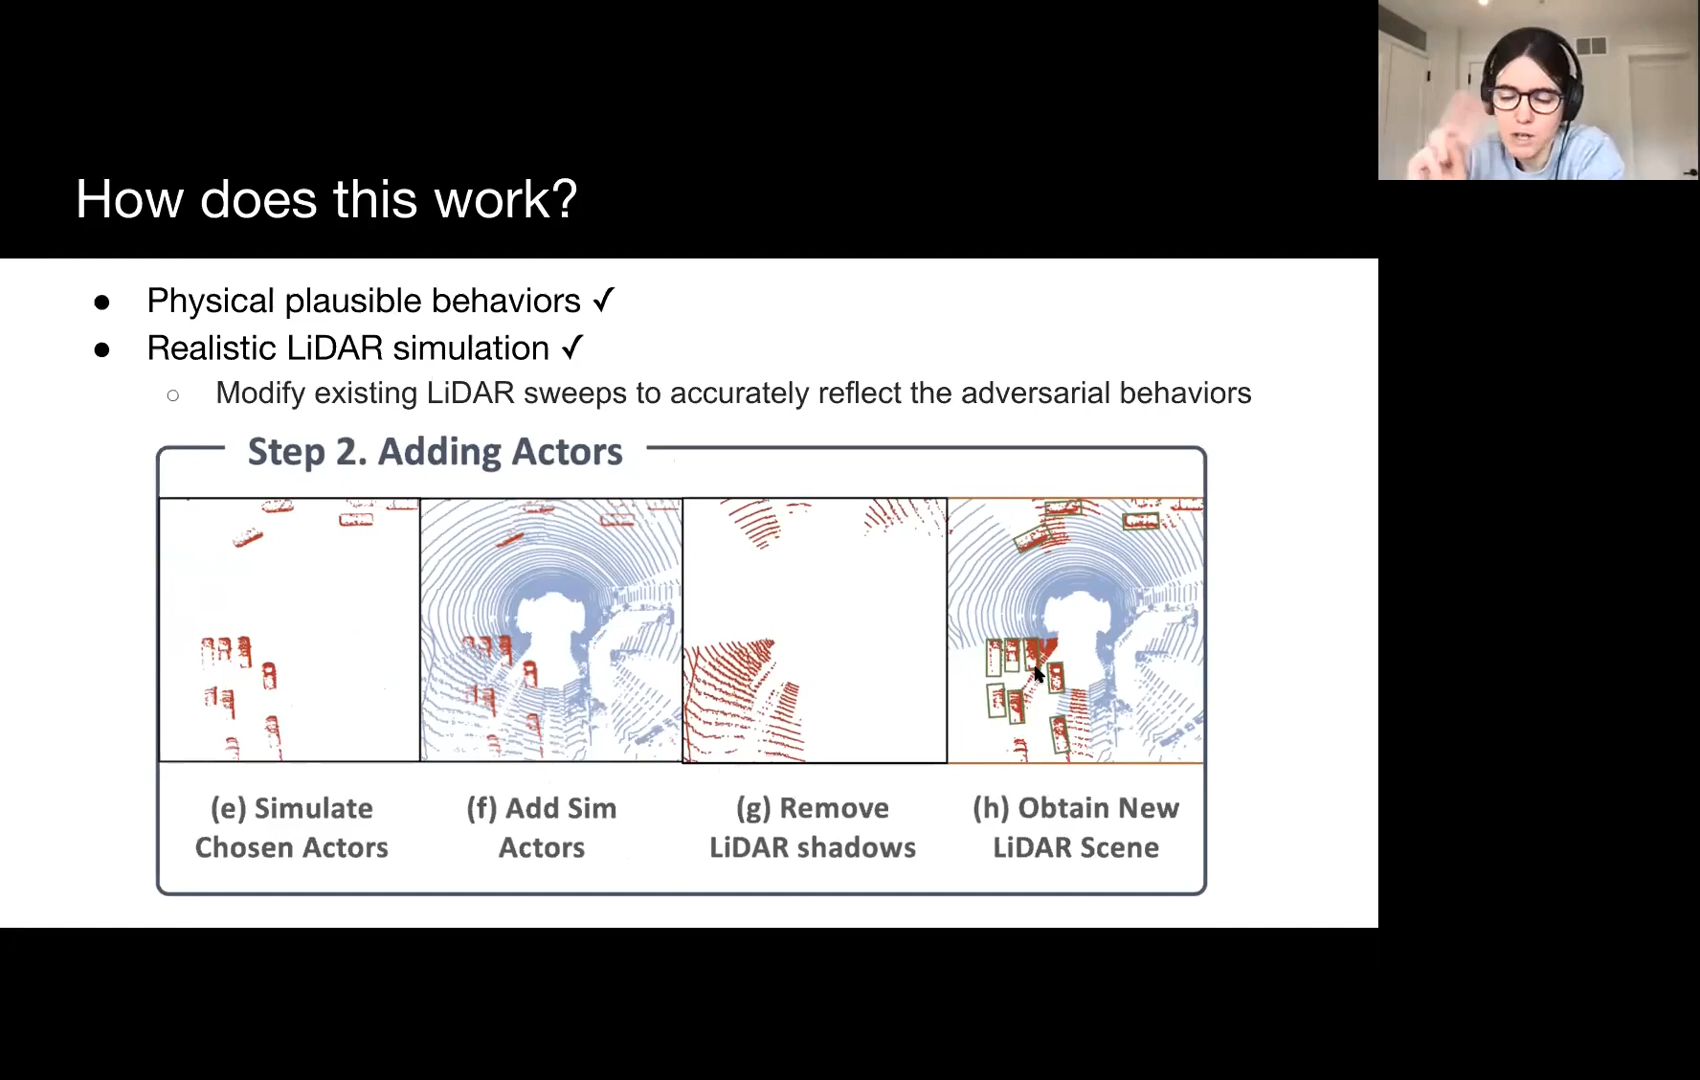 How does this work?
● Physical plausible behaviors ✓
● Realistic LiDAR simulation ✓
○ Modify existing LiDAR sweeps to accurately reflect the adversarial behaviors
Step 2. Adding Actors
(e) Simulate
Chosen Actors
(f) Add Sim
Actors
(g) Remove
LiDAR shadows
(h) Obtain New
LiDAR Scene